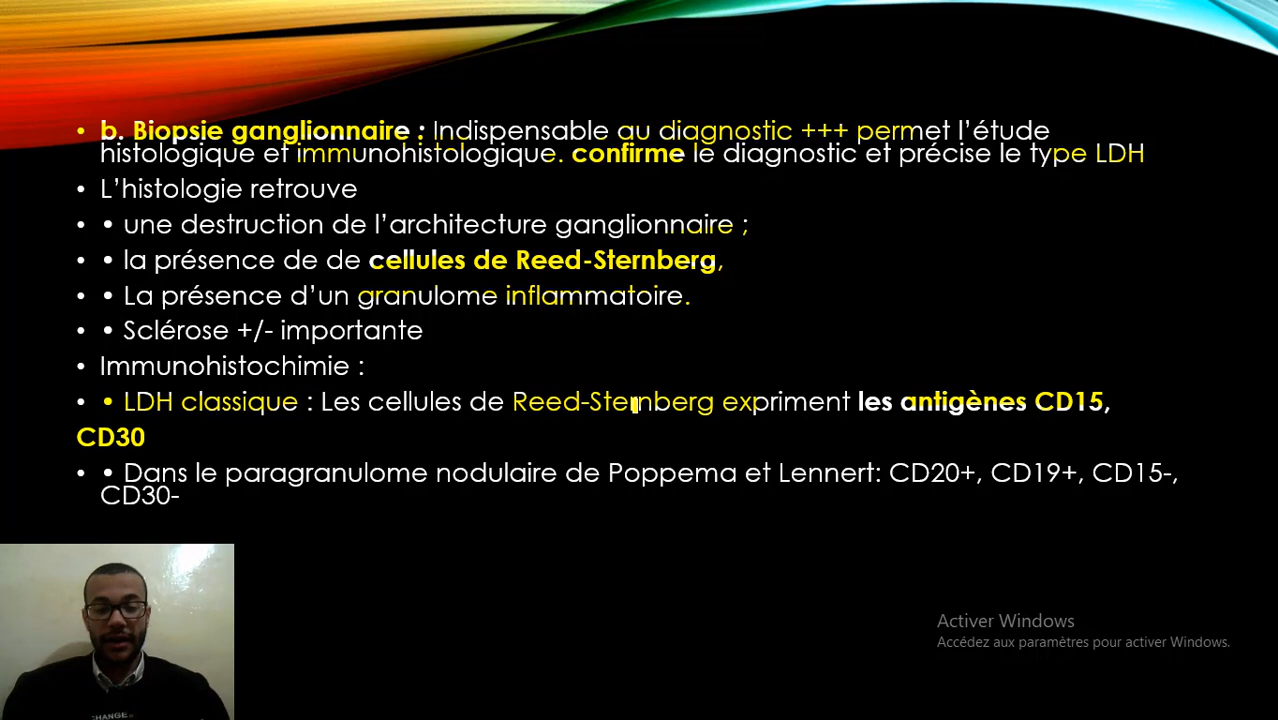 • b. Biopsie ganglionnaire : Indispensable au diagnostic +++ permet l’étude
histologique et immunohistologique. confirme le diagnostic et précise le type LDH
• L’histologie retrouve
• • une destruction de l’architecture ganglionnaire ;
• • la présence de de cellules de Reed-Sternberg,
• • La présence d’un granulome inflammatoire.
• • Sclérose +/- importante
• Immunohistochimie :
• • LDH classique : Les cellules de Reed-Sternberg expriment les antigènes CD15,
CD30
• • Dans le paragranulome nodulaire de Poppema et Lennert: CD20+, CD19+, CD15-,
CD30-
Activer Windows
Accédez aux paramètres pour activer Windows.
CHANGE